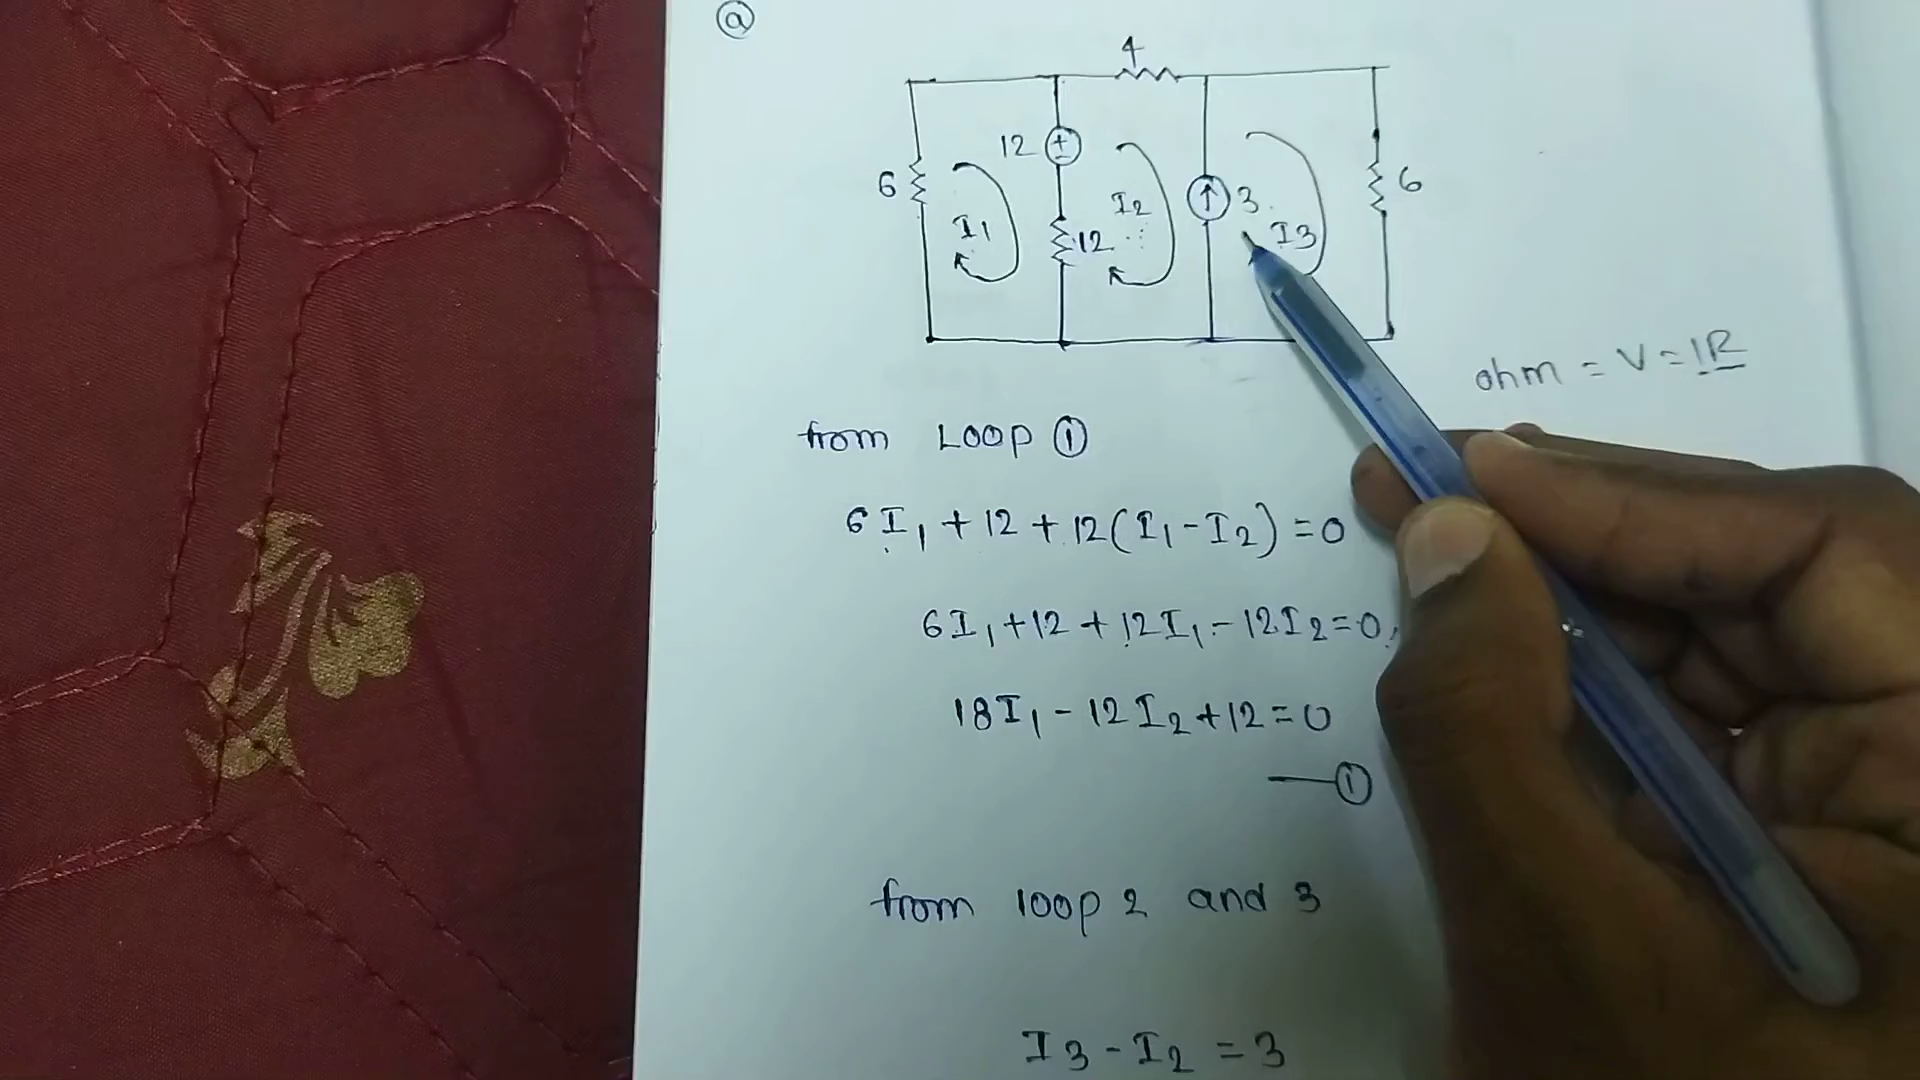 ⓐ
4
12
6
I1
12
I2
3
I3
6
ohm = V = IR
from Loop ①
6I1 + 12 + 12(I1 - I2) = 0
6I1 + 12 + 12I1 - 12I2 = 0
18I1 - 12I2 + 12 = 0
—①
from loop 2 and 3
I3 - I2 = 3